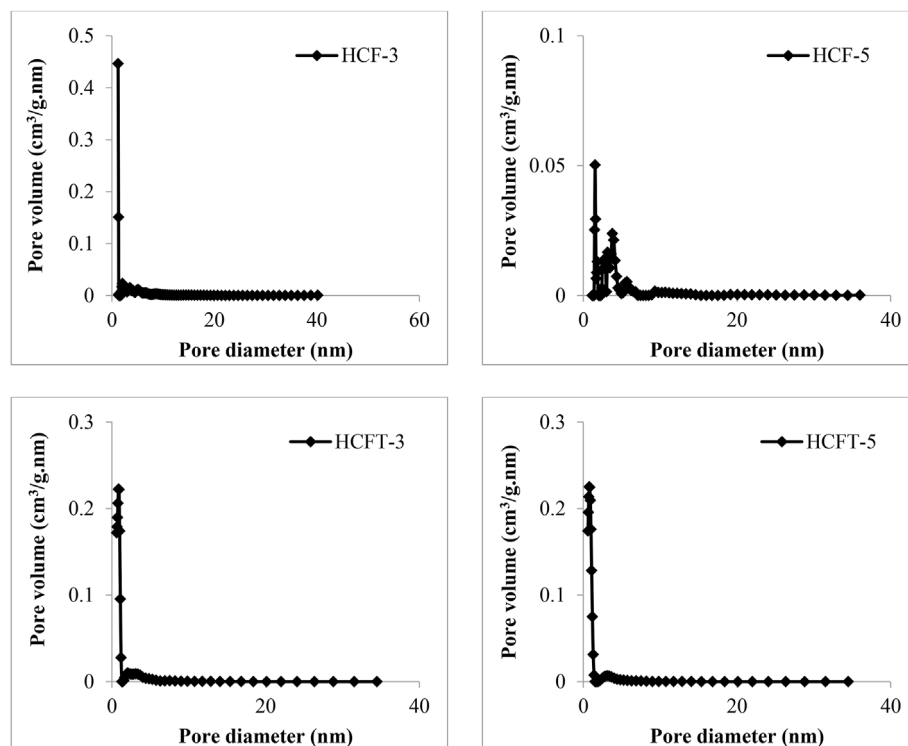 HCF-3
Pore volume (cm³/g.nm)
0.5
0.4
0.3
0.2
0.1
0
0 20 40 60
Pore diameter (nm)
HCF-5
Pore volume (cm³/g.nm)
0.1
0.05
0
0 20 40
Pore diameter (nm)
HCFT-3
Pore volume (cm³/g.nm)
0.3
0.2
0.1
0
0 20 40
Pore diameter (nm)
HCFT-5
Pore volume (cm³/g.nm)
0.3
0.2
0.1
0
0 20 40
Pore diameter (nm)